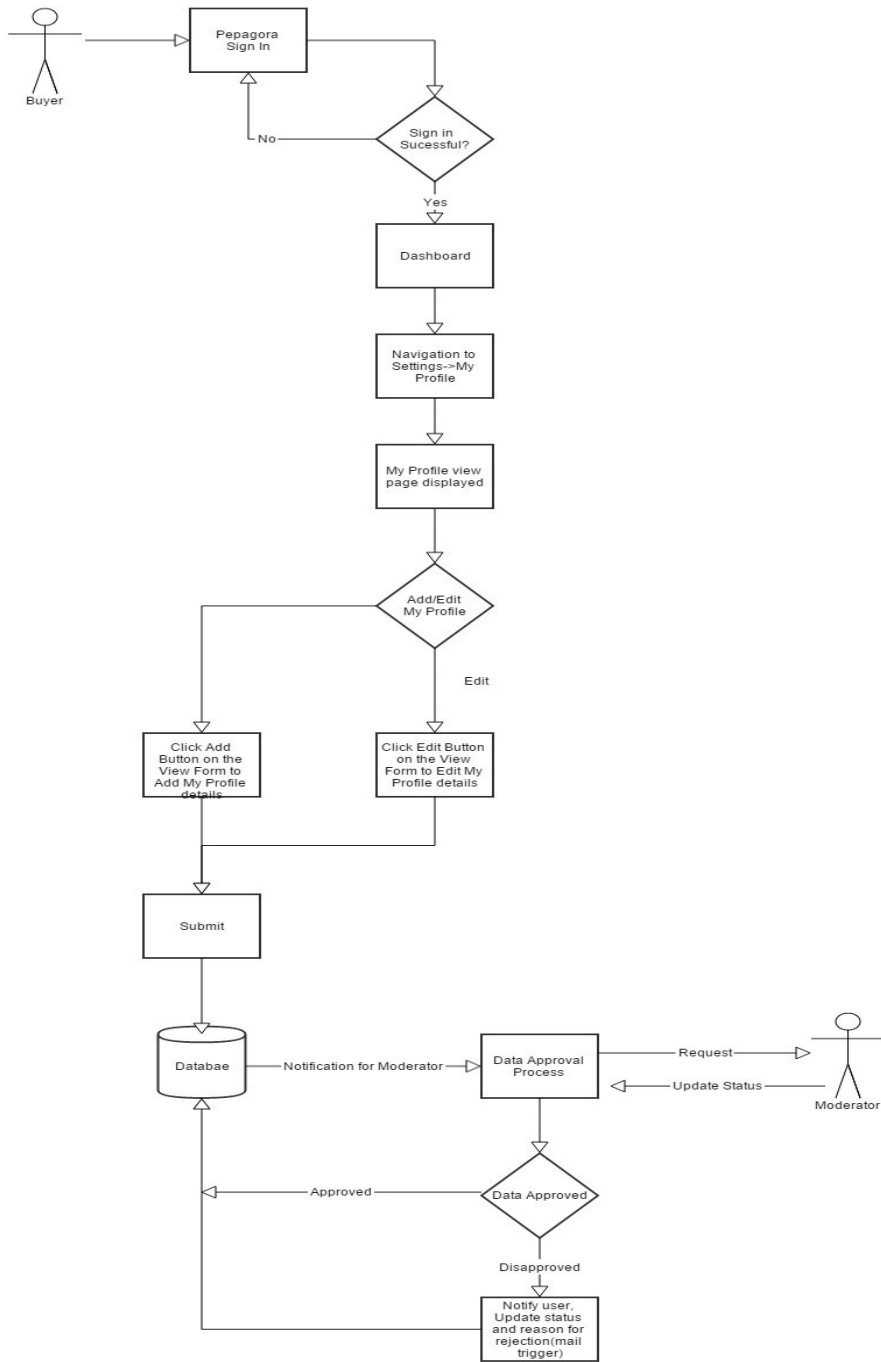 Pepagora
Sign In
Buyer
No
Sign in
Sucessful?
Yes
Dashboard
Navigation to
Settings->My
Profile
My Profile view
page displayed
Add/Edit
My Profile
Edit
Click Add
Button on the
View Form to
Add My Profile
details
Click Edit Button
on the View
Form to Edit My
Profile details
Submit
Databae
Notification for Moderator
Data Approval
Process
Request
Update Status
Moderator
Approved
Data Approved
Disapproved
Notify user,
Update status
and reason for
rejection(mail
trigger)